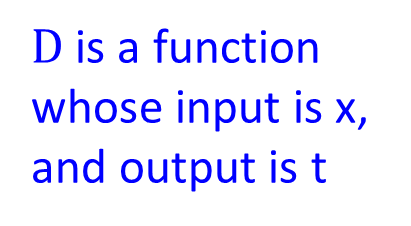 D is a function
whose input is x,
and output is t